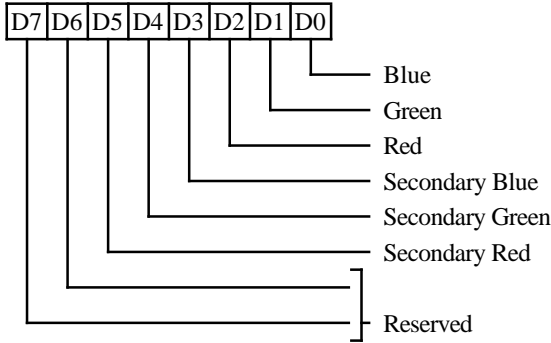 D7 D6 D5 D4 D3 D2 D1 D0
Blue
Green
Red
Secondary Blue
Secondary Green
Secondary Red
Reserved